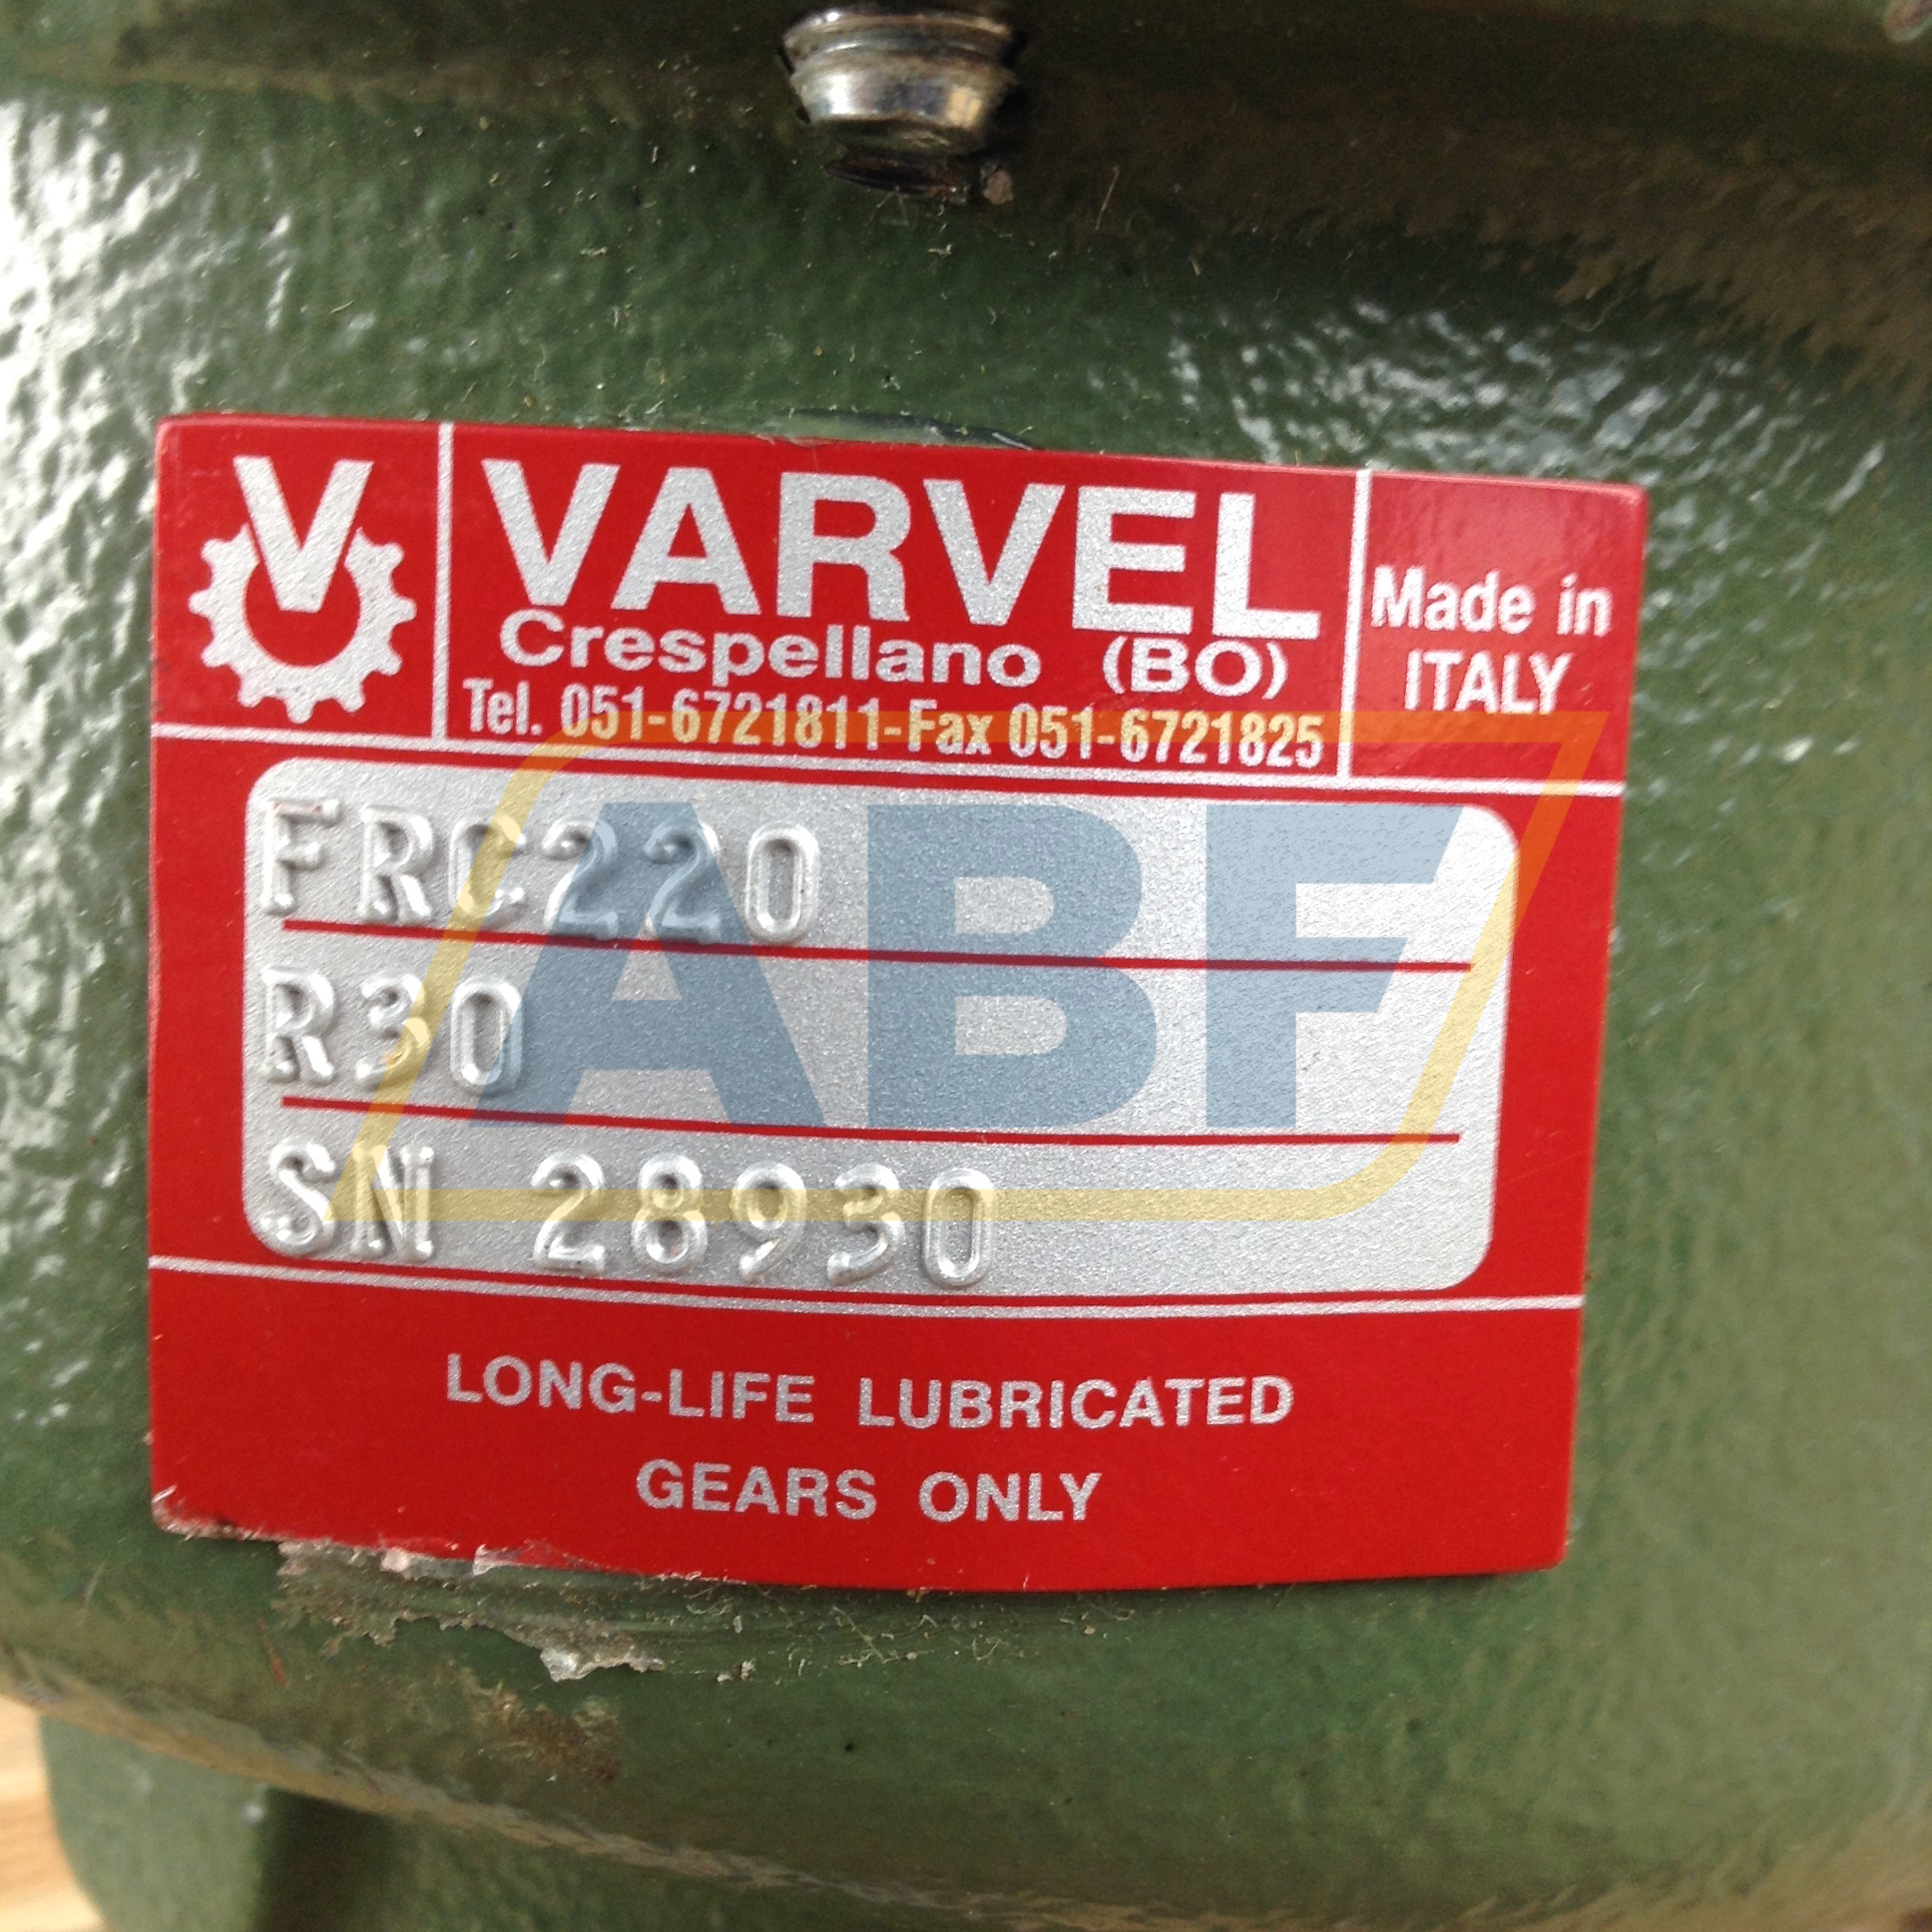 V
VARVEL
Crespellano (BO)
Tel. 051-6721811-Fax 051-6721825
Made in
ITALY
FRC220
R30
SN 28930
ABF
LONG-LIFE LUBRICATED
GEARS ONLY